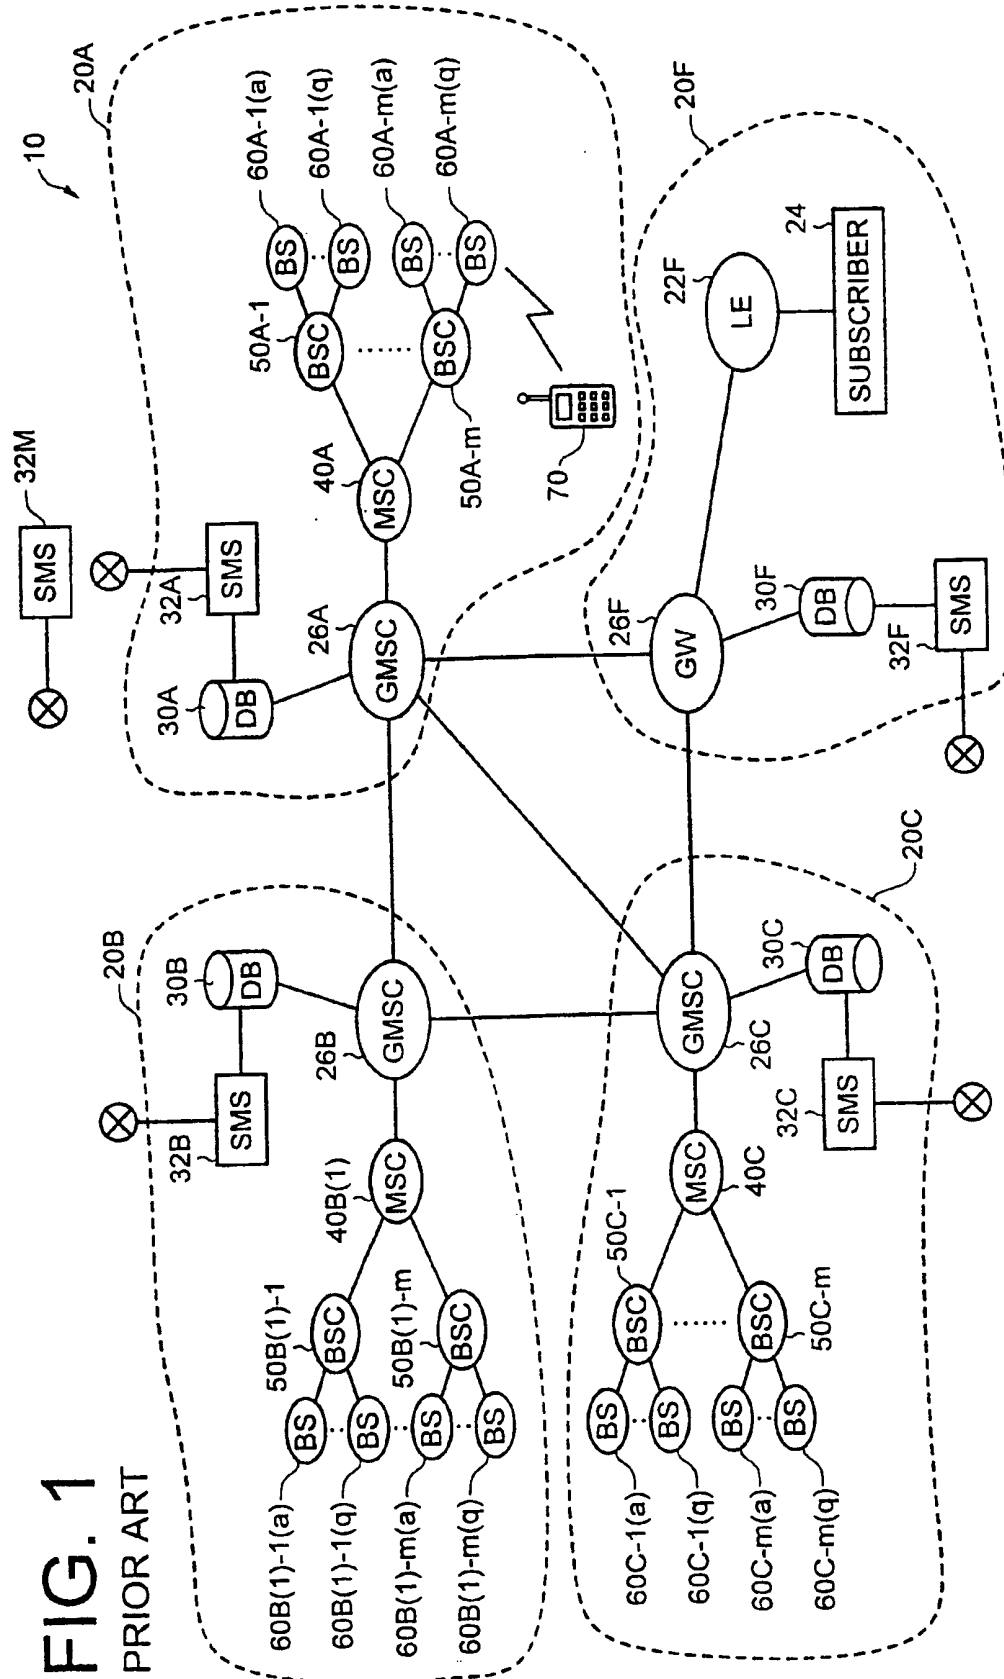 FIG. 1
PRIOR ART
10
20A
20B
20C
20F
SMS
32M
SMS
32A
DB
30A
GMSC
26A
MSC
40A
BSC
50A-1
BSC
50A-m
BS
60A-1(a)
BS
60A-1(q)
BS
60A-m(a)
BS
60A-m(q)
70
SMS
32B
DB
30B
GMSC
26B
MSC
40B(1)
BSC
50B(1)-1
BSC
50B(1)-m
BS
60B(1)-1(a)
BS
60B(1)-1(q)
BS
60B(1)-m(a)
BS
60B(1)-m(q)
GMSC
26C
DB
30C
SMS
32C
MSC
40C
BSC
50C-1
BSC
50C-m
BS
60C-1(a)
BS
60C-1(q)
BS
60C-m(a)
BS
60C-m(q)
GW
26F
DB
30F
SMS
32F
LE
22F
SUBSCRIBER
24